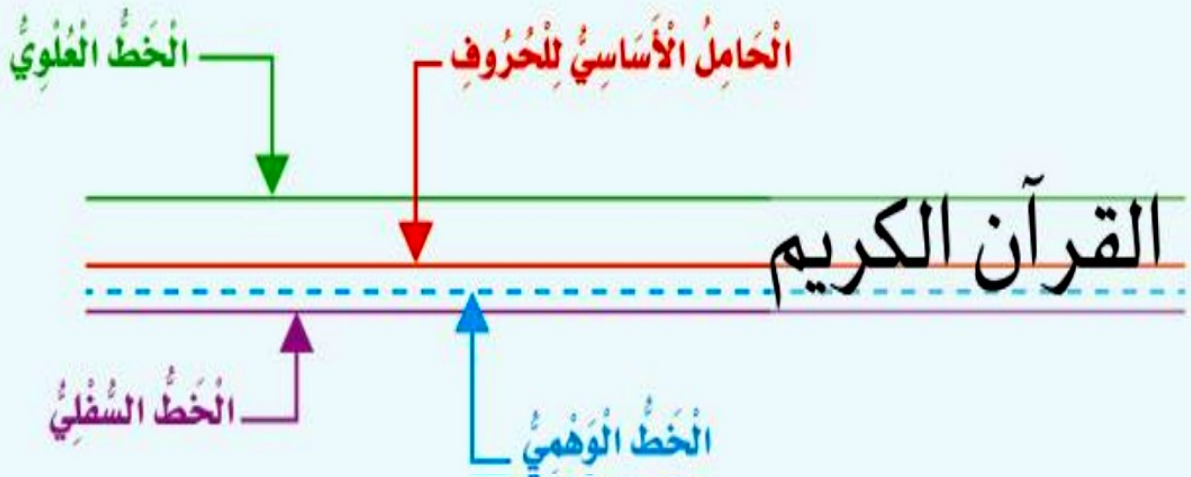 الْخَطُّ الْعُلْوِيُّ
الْحَامِلُ الْأَسَاسِيُّ لِلْحُرُوفِ
القرآن الكريم
الْخَطُّ السُّفْلِيُّ
الْخَطُّ الْوَهْمِيُّ